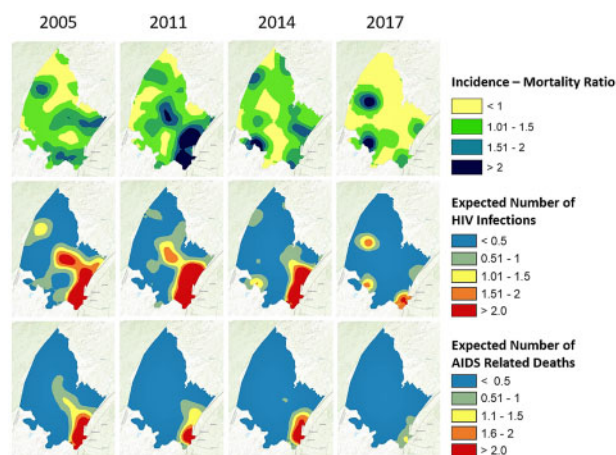 2005 2011 2014 2017
Incidence – Mortality Ratio
< 1
1.01 - 1.5
1.51 - 2
> 2
Expected Number of
HIV Infections
< 0.5
0.51 - 1
1.01 - 1.5
1.51 - 2
> 2.0
Expected Number of
AIDS Related Deaths
< 0.5
0.51 - 1
1.1 - 1.5
1.6 - 2
> 2.0